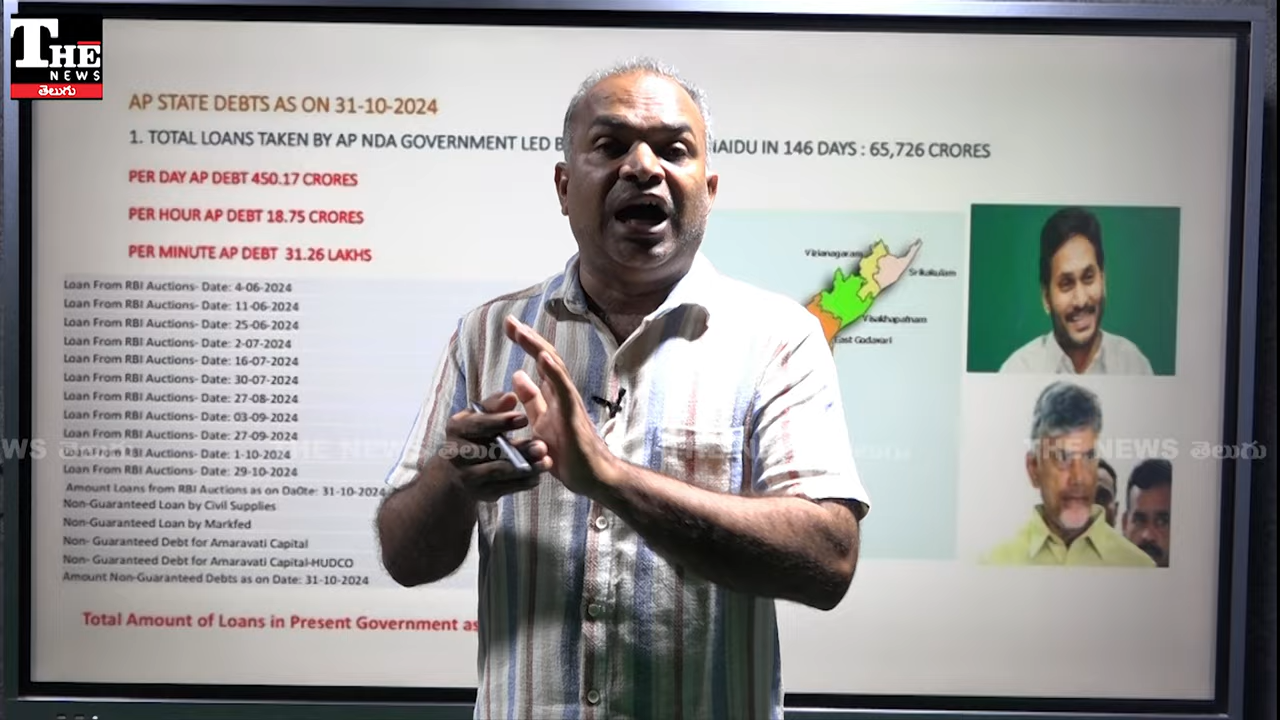 THE
NEWS
తెలుగు
AP STATE DEBTS AS ON 31-10-2024
1. TOTAL LOANS TAKEN BY AP NDA GOVERNMENT LED B NAIDU IN 146 DAYS : 65,726 CRORES
PER DAY AP DEBT 450.17 CRORES
PER HOUR AP DEBT 18.75 CRORES
PER MINUTE AP DEBT 31.26 LAKHS
Loan From RBI Auctions- Date: 4-06-2024
Loan From RBI Auctions- Date: 11-06-2024
Loan From RBI Auctions- Date: 25-06-2024
Loan From RBI Auctions- Date: 2-07-2024
Loan From RBI Auctions- Date: 16-07-2024
Loan From RBI Auctions- Date: 30-07-2024
Loan From RBI Auctions- Date: 27-08-2024
Loan From RBI Auctions- Date: 03-09-2024
Loan From RBI Auctions- Date: 27-09-2024
Loan From RBI Auctions- Date: 1-10-2024
Loan From RBI Auctions- Date: 29-10-2024
Amount Loans from RBI Auctions as on Da0te: 31-10-2024
Non-Guaranteed Loan by Civil Supplies
Non-Guaranteed Loan by Markfed
Non- Guaranteed Debt for Amaravati Capital
Non- Guaranteed Debt for Amaravati Capital-HUDCO
Amount Non-Guaranteed Debts as on Date: 31-10-2024
Total Amount of Loans in Present Government as
Vizianagaram
Srikakulam
Visakhapatnam
East Godavari
NEWS తెలుగు
THE NEWS తెలుగు
THE NEWS తెలుగు
THE NEWS తెలుగు